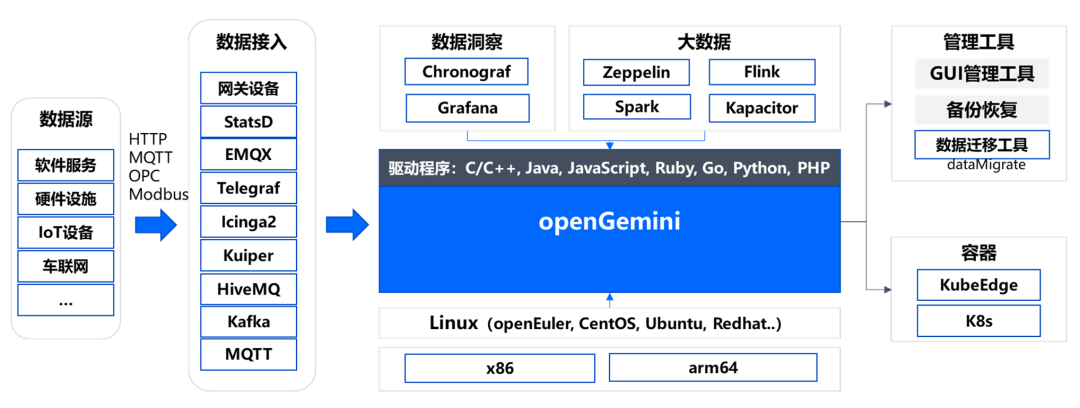 数据源
软件服务
硬件设施
IoT设备
车联网
...
HTTP
MQTT
OPC
Modbus
数据接入
网关设备
StatsD
EMQX
Telegraf
Icinga2
Kuiper
HiveMQ
Kafka
MQTT
数据洞察
Chronograf
Grafana
大数据
Zeppelin
Flink
Spark
Kapacitor
驱动程序：C/C++, Java, JavaScript, Ruby, Go, Python, PHP
openGemini
Linux（openEuler, CentOS, Ubuntu, Redhat..）
x86
arm64
管理工具
GUI管理工具
备份恢复
数据迁移工具
dataMigrate
容器
KubeEdge
K8s